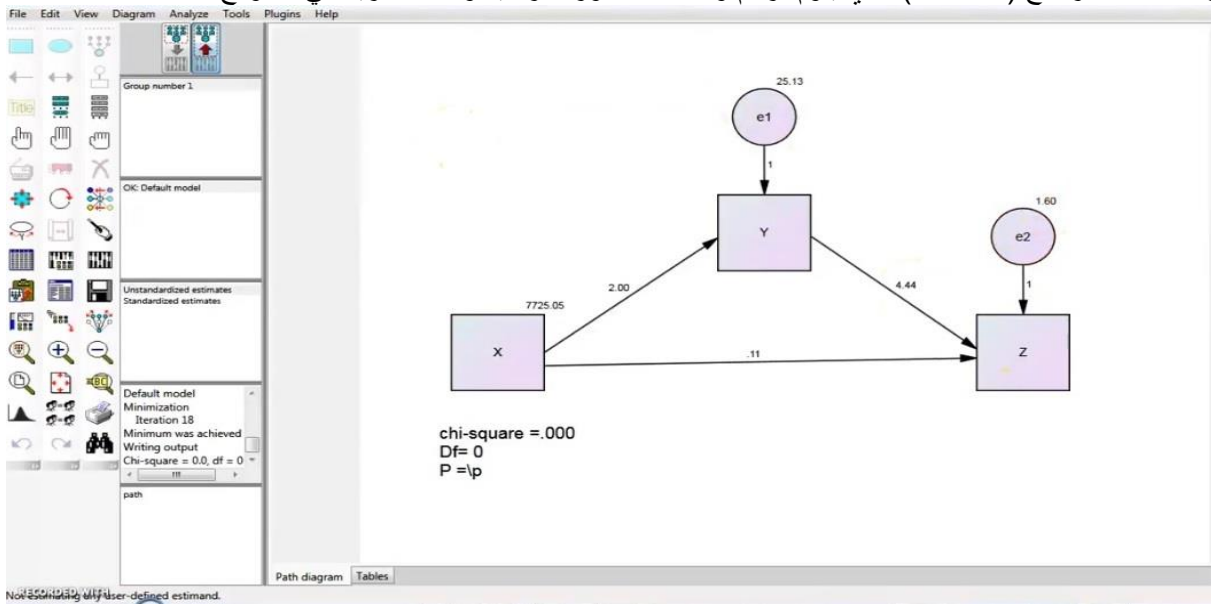 File Edit View Diagram Analyze Tools Plugins Help
Title
Group number 1
OK: Default model
Unstandardized estimates
Standardized estimates
Default model
Minimization
Iteration 18
Minimum was achieved
Writing output
Chi-square = 0.0, df = 0
path
25.13
e1
1
Y
1.60
e2
1
2.00
4.44
7725.05
X
.11
Z
chi-square =.000
Df= 0
P =\p
Path diagram Tables
RECORDED WITH
Not estimating any user-defined estimand.